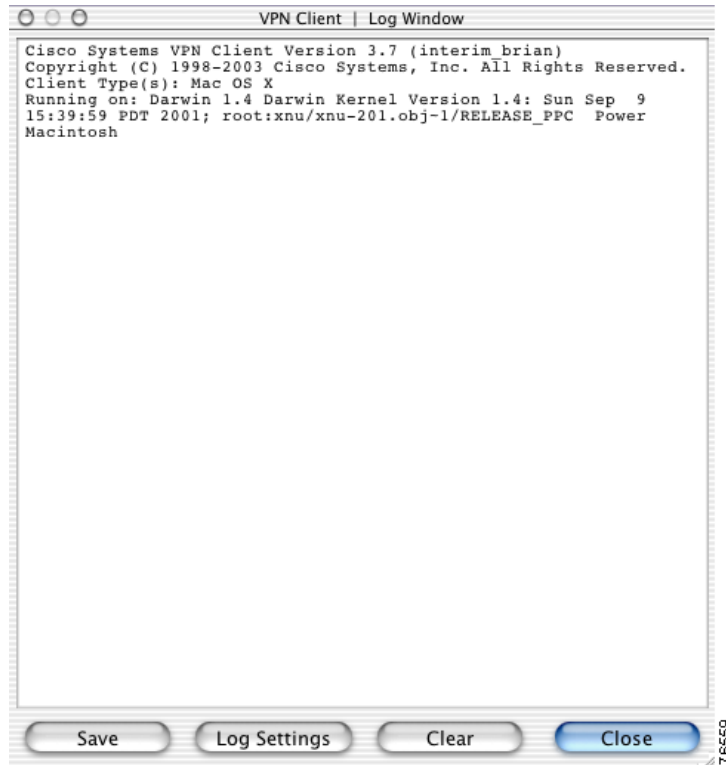 VPN Client | Log Window
Cisco Systems VPN Client Version 3.7 (interim_brian)
Copyright (C) 1998-2003 Cisco Systems, Inc. All Rights Reserved.
Client Type(s): Mac OS X
Running on: Darwin 1.4 Darwin Kernel Version 1.4: Sun Sep  9
15:39:59 PDT 2001; root:xnu/xnu-201.obj~1/RELEASE_PPC  Power
Macintosh
Save
Log Settings
Clear
Close